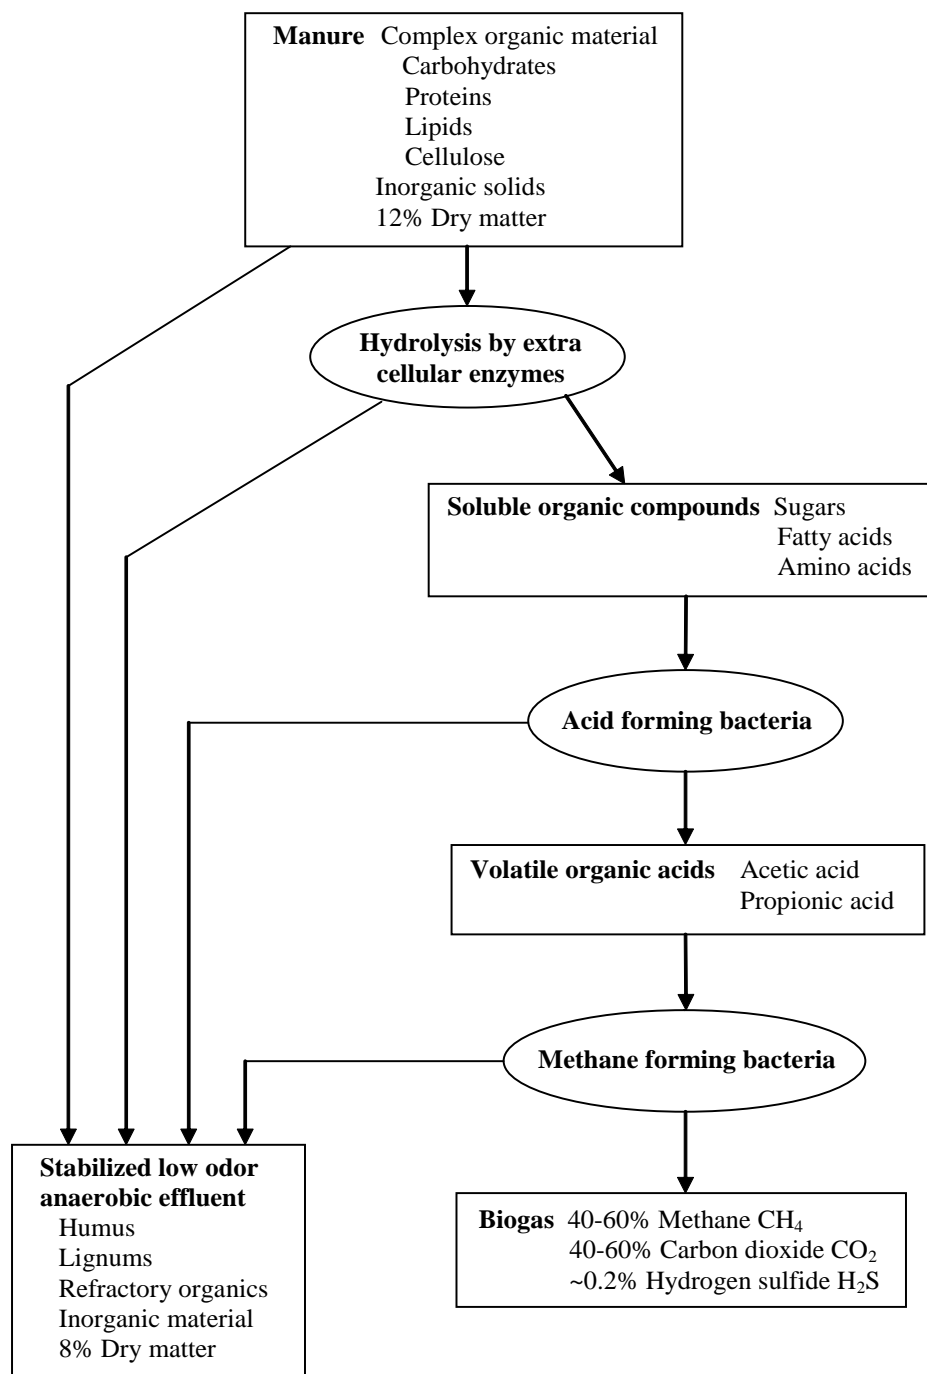 Manure Complex organic material
Carbohydrates
Proteins
Lipids
Cellulose
Inorganic solids
12% Dry matter
Hydrolysis by extra
cellular enzymes
Soluble organic compounds Sugars
Fatty acids
Amino acids
Acid forming bacteria
Volatile organic acids Acetic acid
Propionic acid
Methane forming bacteria
Stabilized low odor
anaerobic effluent
Humus
Lignums
Refractory organics
Inorganic material
8% Dry matter
Biogas 40-60% Methane CH₄
40-60% Carbon dioxide CO₂
~0.2% Hydrogen sulfide H₂S